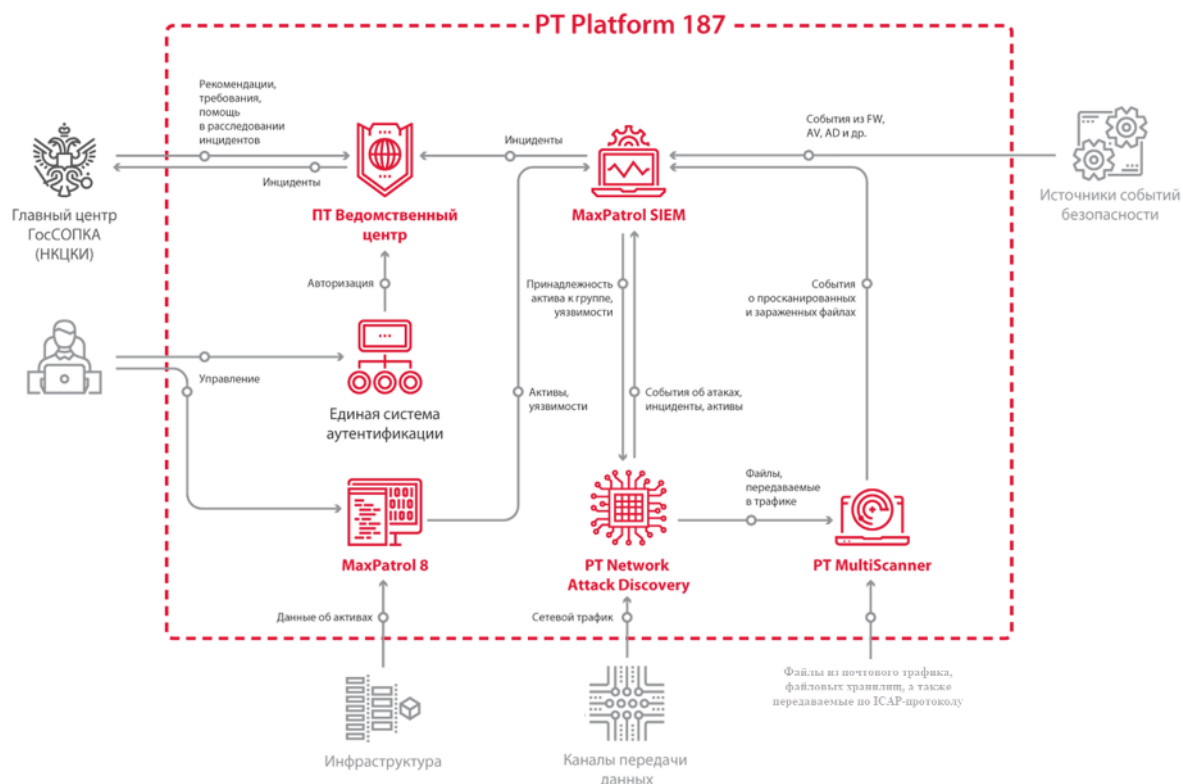 PT Platform 187
Рекомендации,
требования,
помощь
в расследовании
инцидентов
Инциденты
События из FW,
AV, AD и др.
Инциденты
Главный центр
ГосСОПКА
(НКЦКИ)
ПТ Ведомственный
центр
MaxPatrol SIEM
Источники событий
безопасности
Авторизация
Принадлежность
актива к группе,
уязвимости
События
о просканированных
и зараженных файлах
Управление
Единая система
аутентификации
Активы,
уязвимости
События об атаках,
инциденты, активы
Файлы,
передаваемые
в трафике
1001
0110
1100
MaxPatrol 8
PT Network
Attack Discovery
PT MultiScanner
Данные об активах
Сетевой трафик
Файлы из почтового трафика,
файловых хранилищ, а также
передаваемые по ICAP-протоколу
Инфраструктура
Каналы передачи
данных